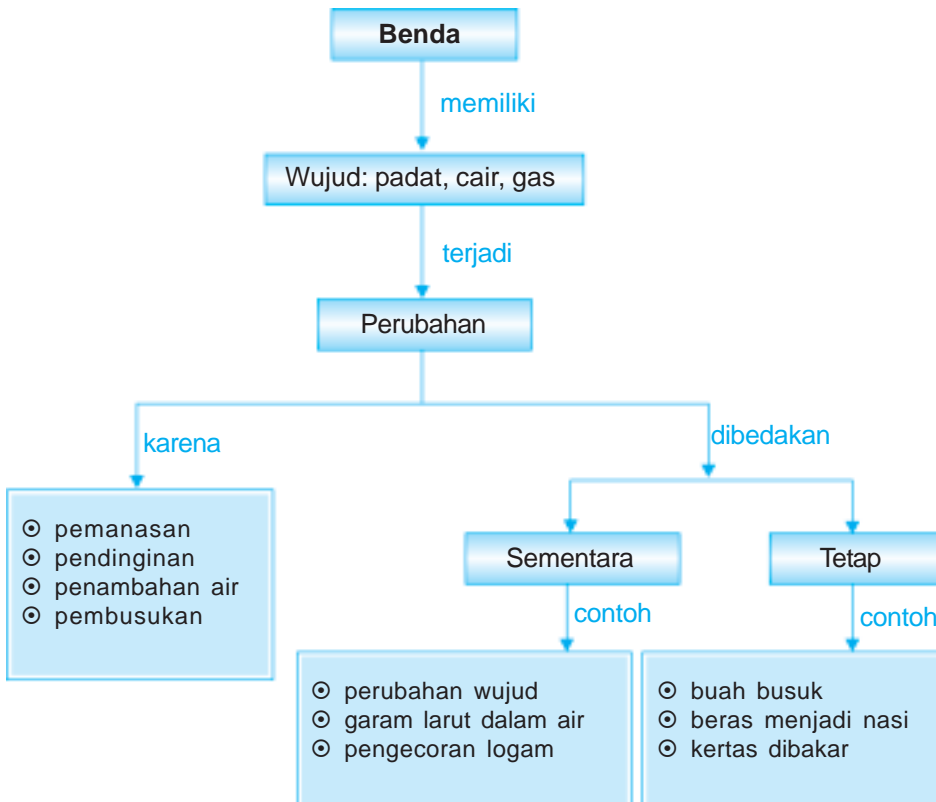 Benda
memiliki
Wujud: padat, cair, gas
terjadi
Perubahan
karena
dibedakan
pemanasan
pendinginan
penambahan air
pembusukan
Sementara
Tetap
contoh
contoh
perubahan wujud
garam larut dalam air
pengecoran logam
buah busuk
beras menjadi nasi
kertas dibakar